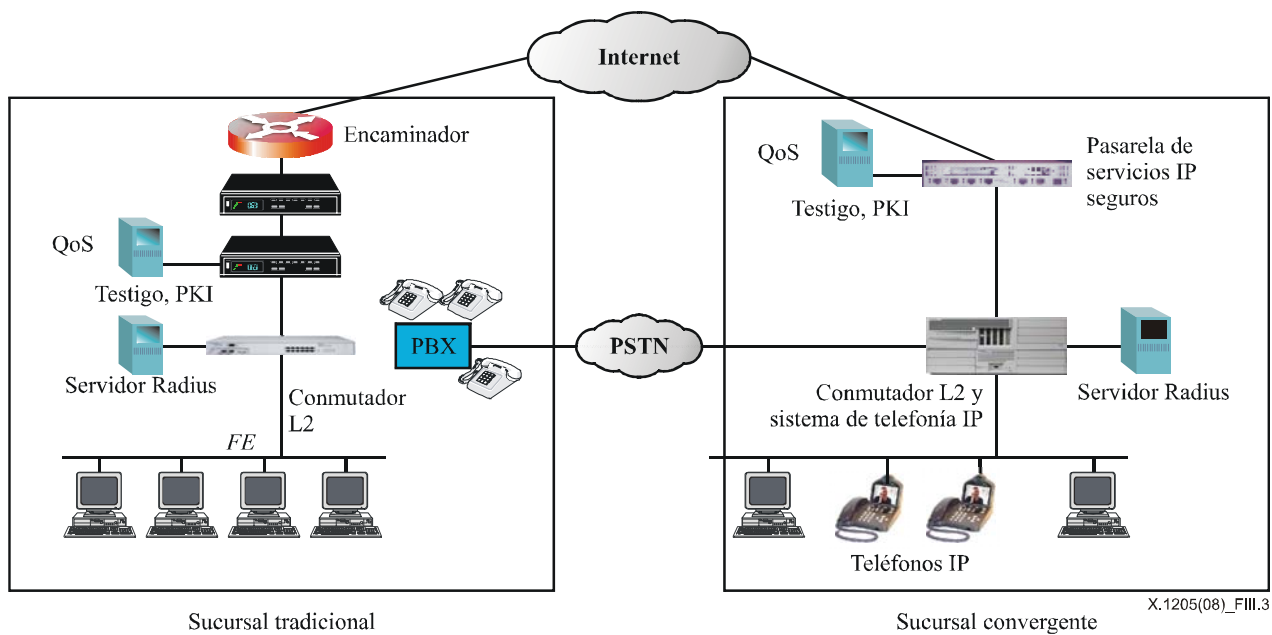 Internet
Encaminador
QoS
Testigo, PKI
Servidor Radius
Conmutador
L2
FE
PBX
PSTN
QoS
Testigo, PKI
Pasarela de
servicios IP
seguros
Conmutador L2 y
sistema de telefonía IP
Servidor Radius
Teléfonos IP
Sucursal tradicional
Sucursal convergente
X.1205(08)_FIII.3